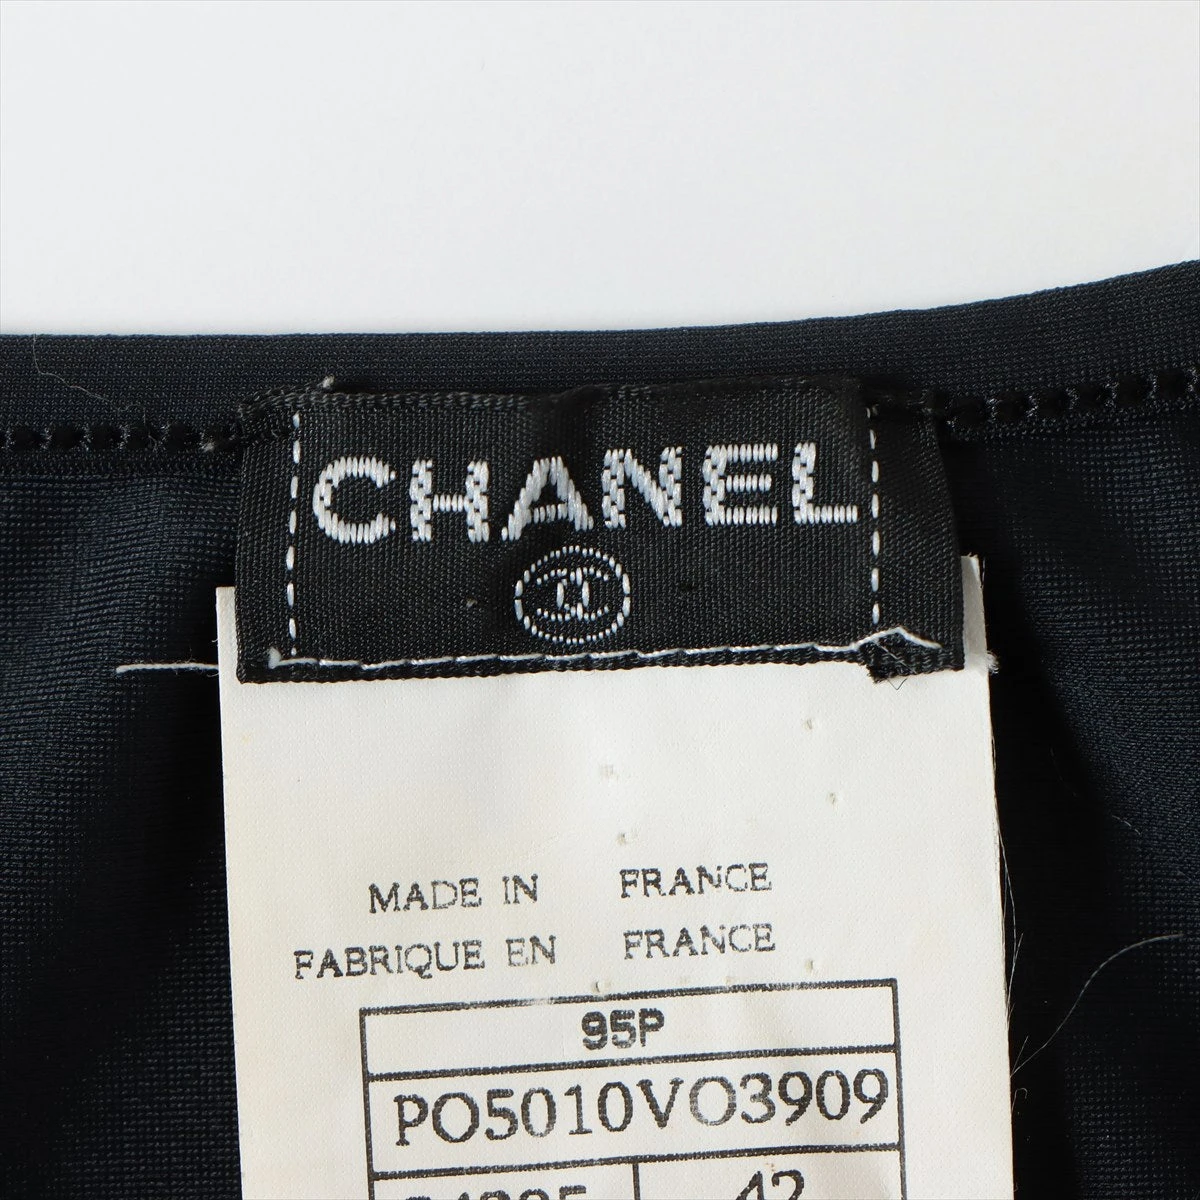 CHANEL
MADE IN FRANCE
FABRIQUE EN FRANCE
95P
PO5010VO3909
42